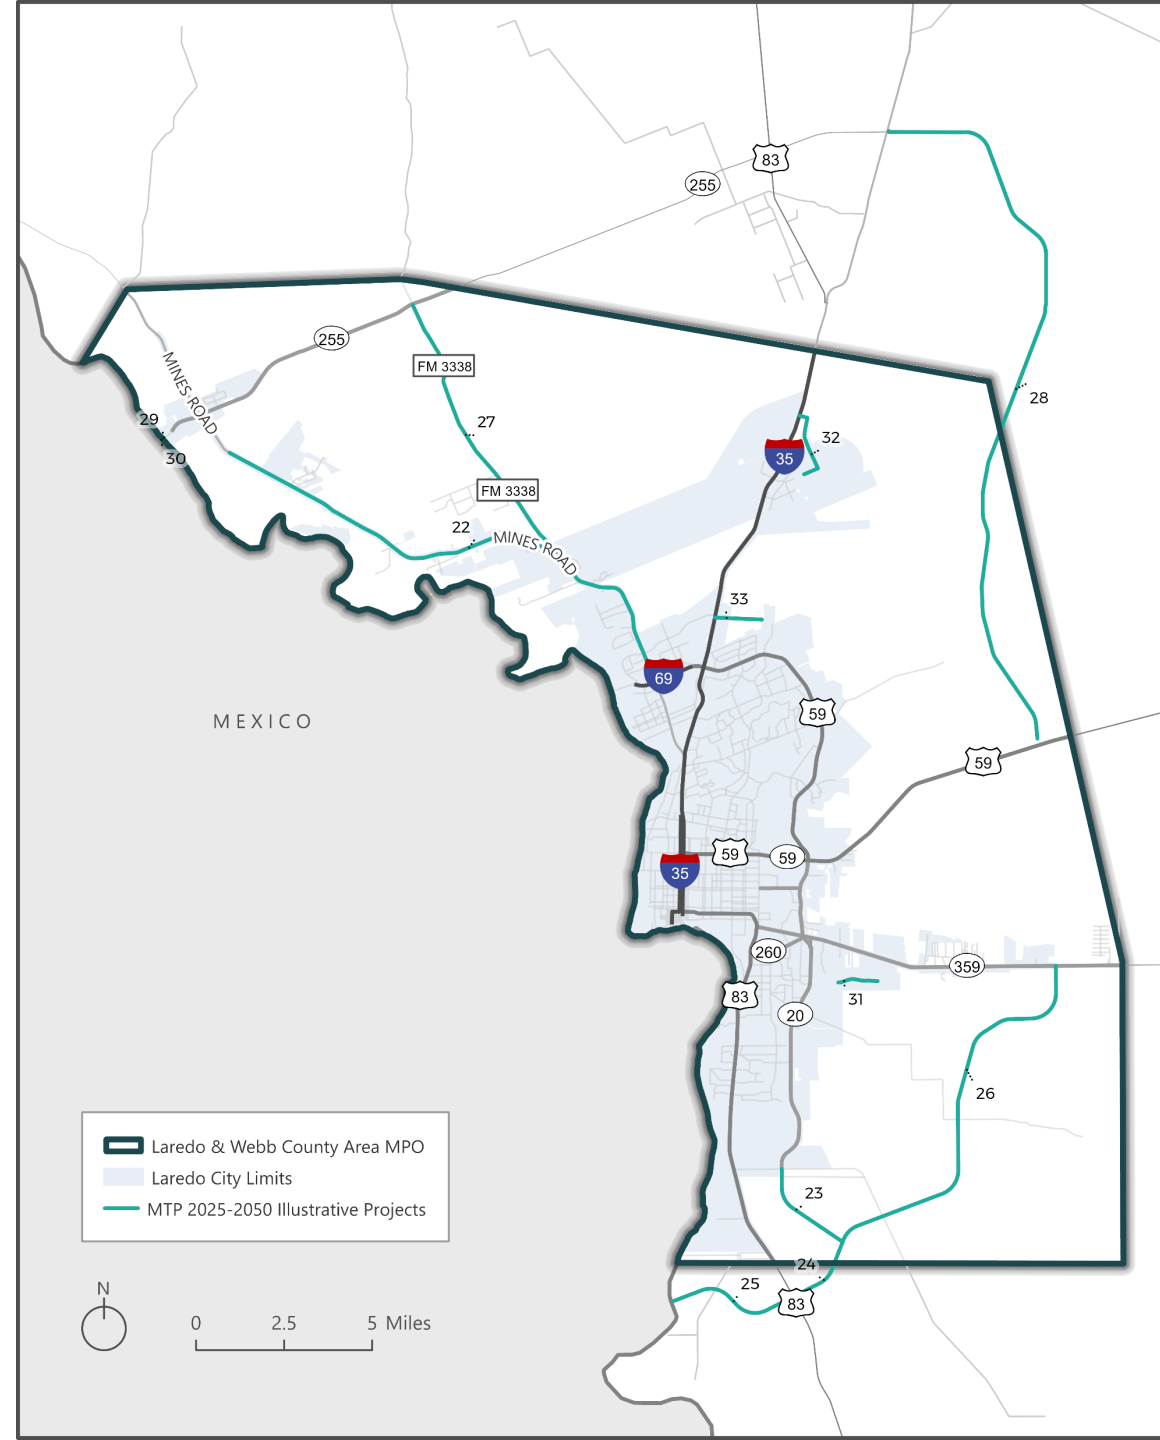 83
255
255
MINES ROAD
FM 3338
28
29
27
32
30
35
FM 3338
22
MINES ROAD
33
69
59
MEXICO
59
59
59
35
260
359
83
31
20
26
Laredo & Webb County Area MPO
Laredo City Limits
MTP 2025-2050 Illustrative Projects
23
24
25
83
N
0 2.5 5 Miles